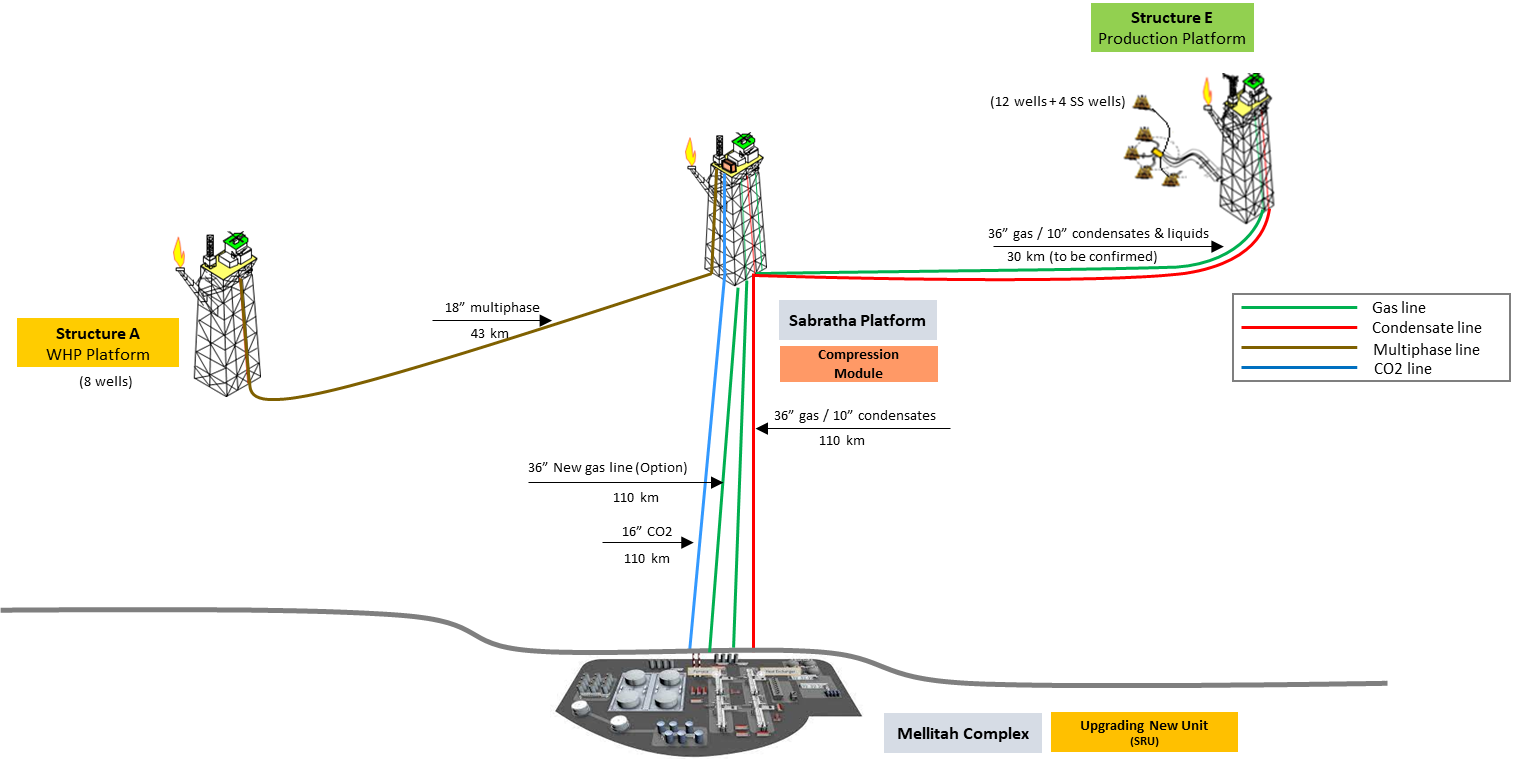 Structure E
Production Platform
(12 wells + 4 SS wells)
36” gas / 10” condensates & liquids
30 km (to be confirmed)
18” multiphase
43 km
Structure A
WHP Platform
(8 wells)
Sabratha Platform
Compression
Module
Gas line
Condensate line
Multiphase line
CO2 line
36” gas / 10” condensates
110 km
36” New gas line (Option)
110 km
16” CO2
110 km
Furnace
Heat Exchanger
Mellitah Complex
Upgrading New Unit
(SRU)